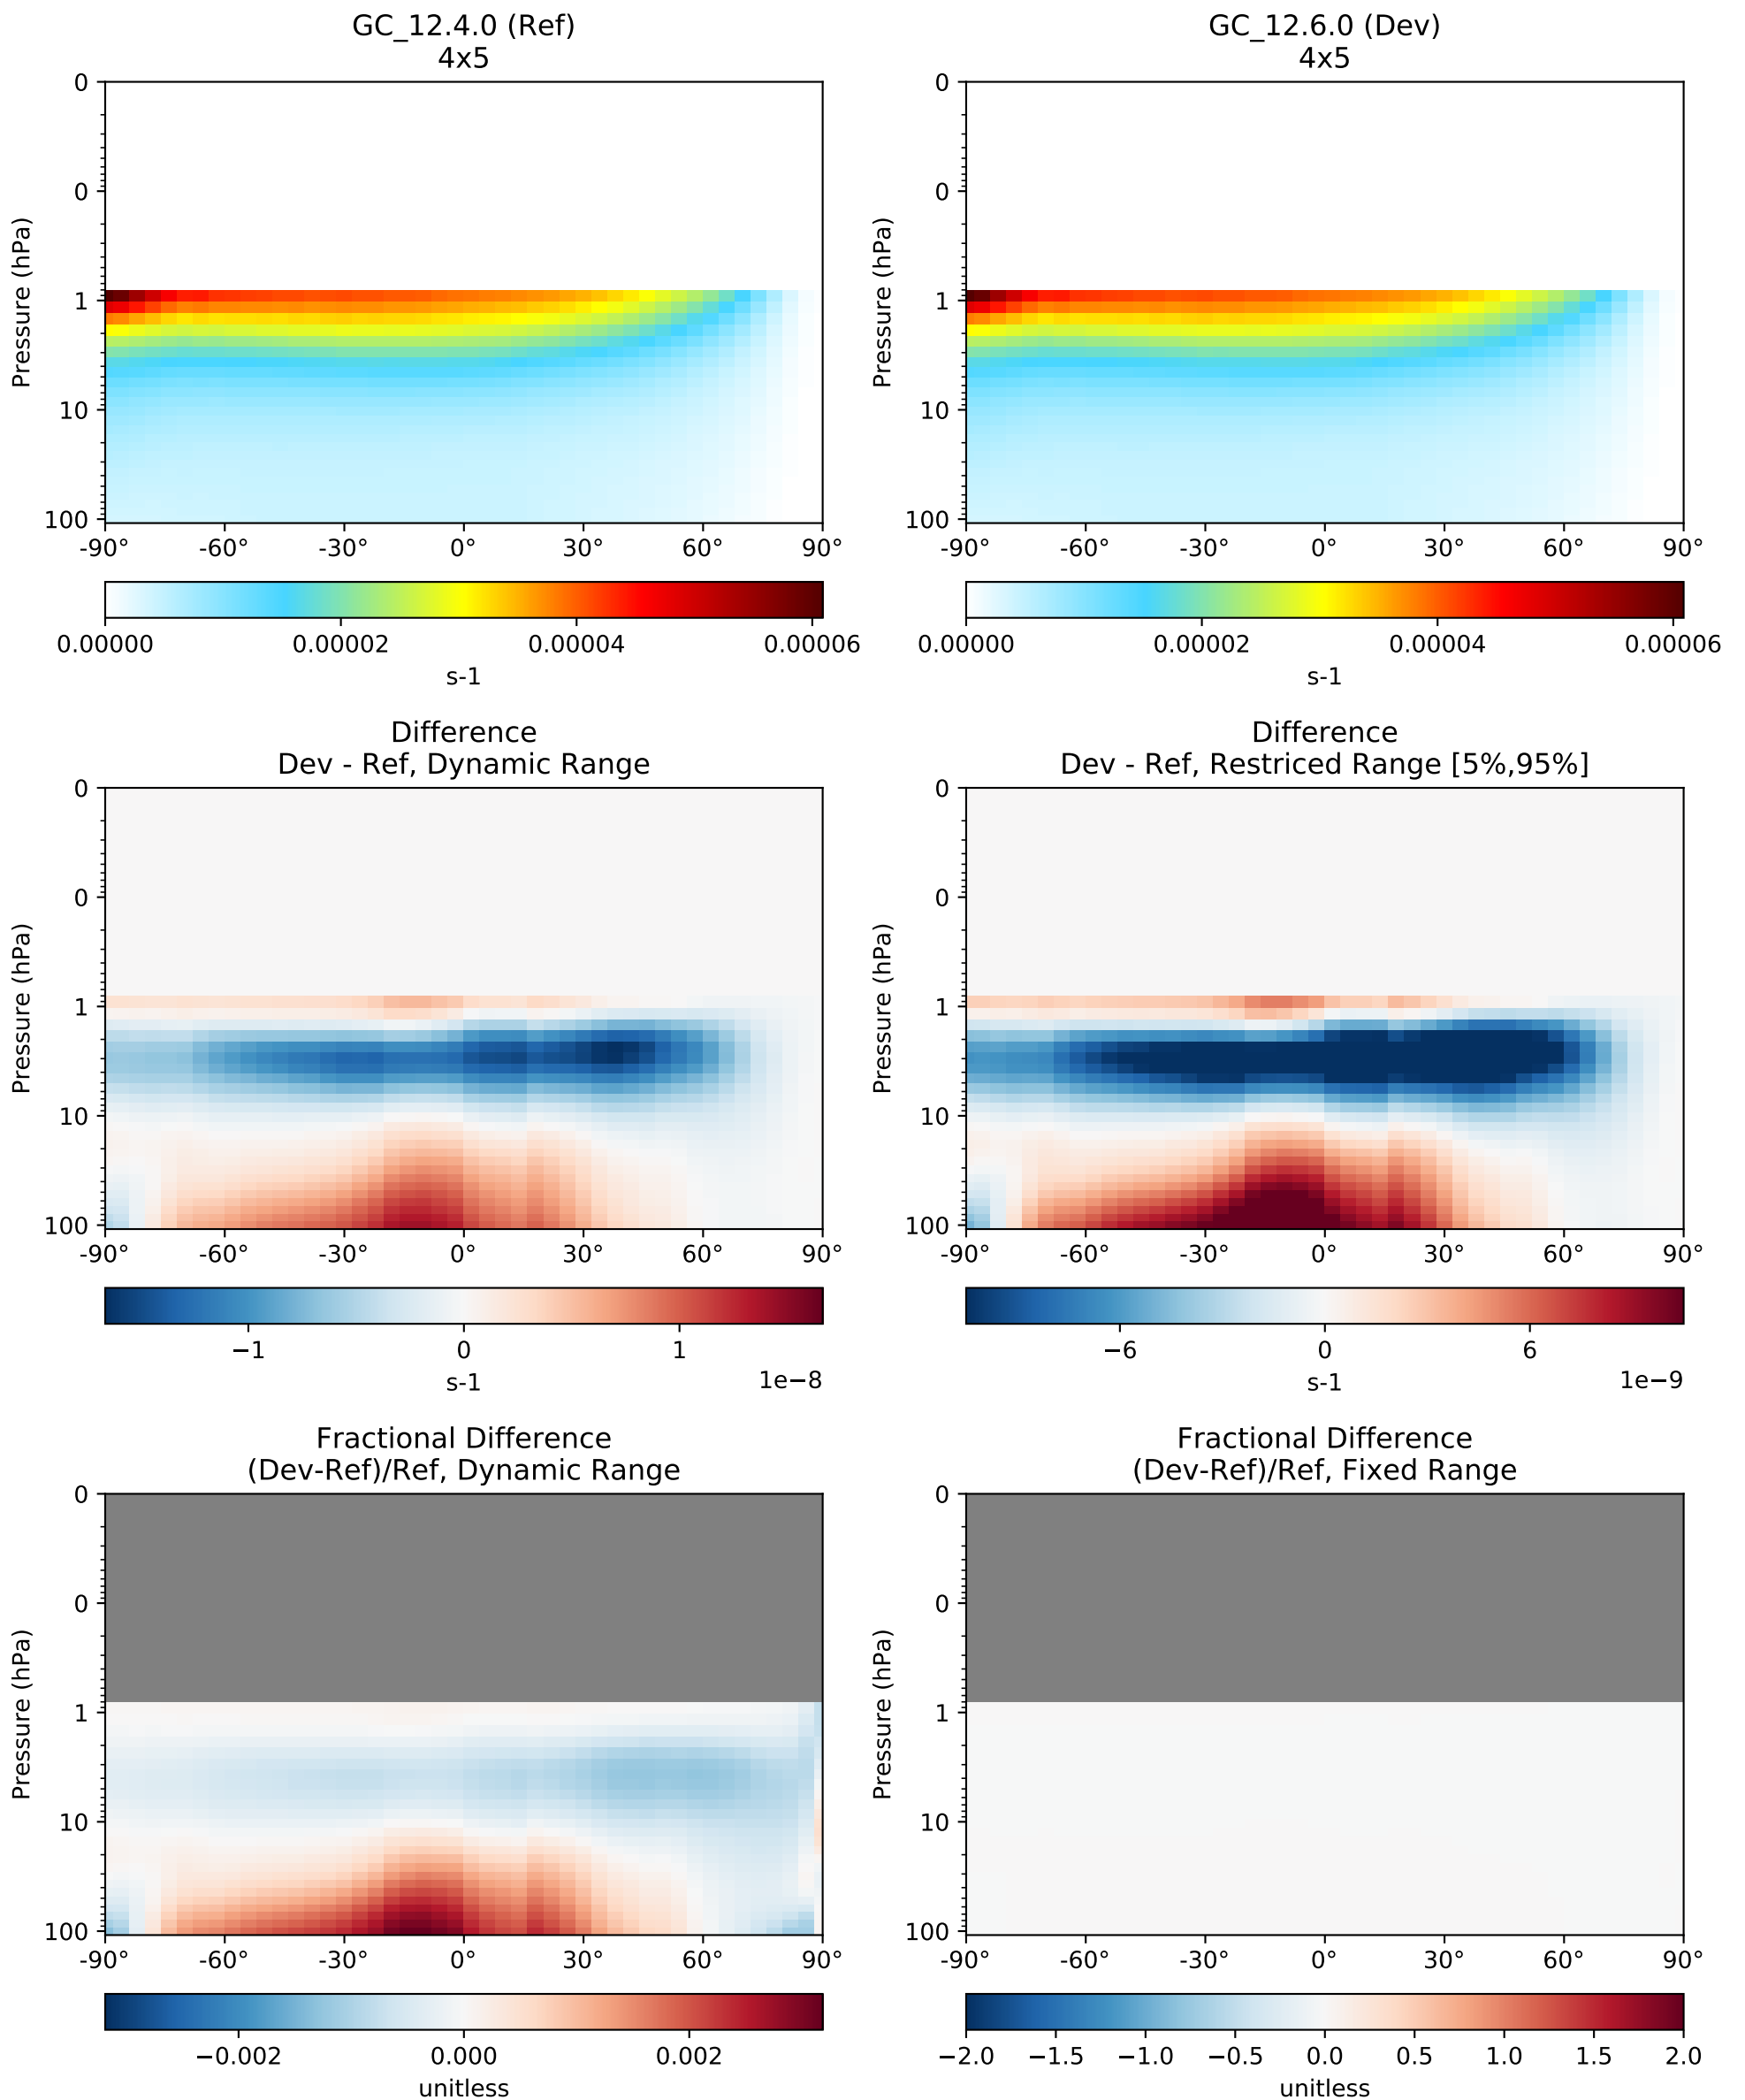 GC_12.4.0 (Ref)
4x5
GC_12.6.0 (Dev)
4x5
Pressure (hPa)
0
0
1
10
100
-90° -60° -30° 0° 30° 60° 90°
0.00000 0.00002 0.00004 0.00006
s-1
Pressure (hPa)
0
0
1
10
100
-90° -60° -30° 0° 30° 60° 90°
0.00000 0.00002 0.00004 0.00006
s-1
Difference
Dev - Ref, Dynamic Range
Pressure (hPa)
0
0
1
10
100
-90° -60° -30° 0° 30° 60° 90°
−1 0 1
s-1 1e−8
Difference
Dev - Ref, Restriced Range [5%,95%]
Pressure (hPa)
0
0
1
10
100
-90° -60° -30° 0° 30° 60° 90°
−6 0 6
s-1 1e−9
Fractional Difference
(Dev-Ref)/Ref, Dynamic Range
Pressure (hPa)
0
0
1
10
100
-90° -60° -30° 0° 30° 60° 90°
−0.002 0.000 0.002
unitless
Fractional Difference
(Dev-Ref)/Ref, Fixed Range
Pressure (hPa)
0
0
1
10
100
-90° -60° -30° 0° 30° 60° 90°
−2.0 −1.5 −1.0 −0.5 0.0 0.5 1.0 1.5 2.0
unitless